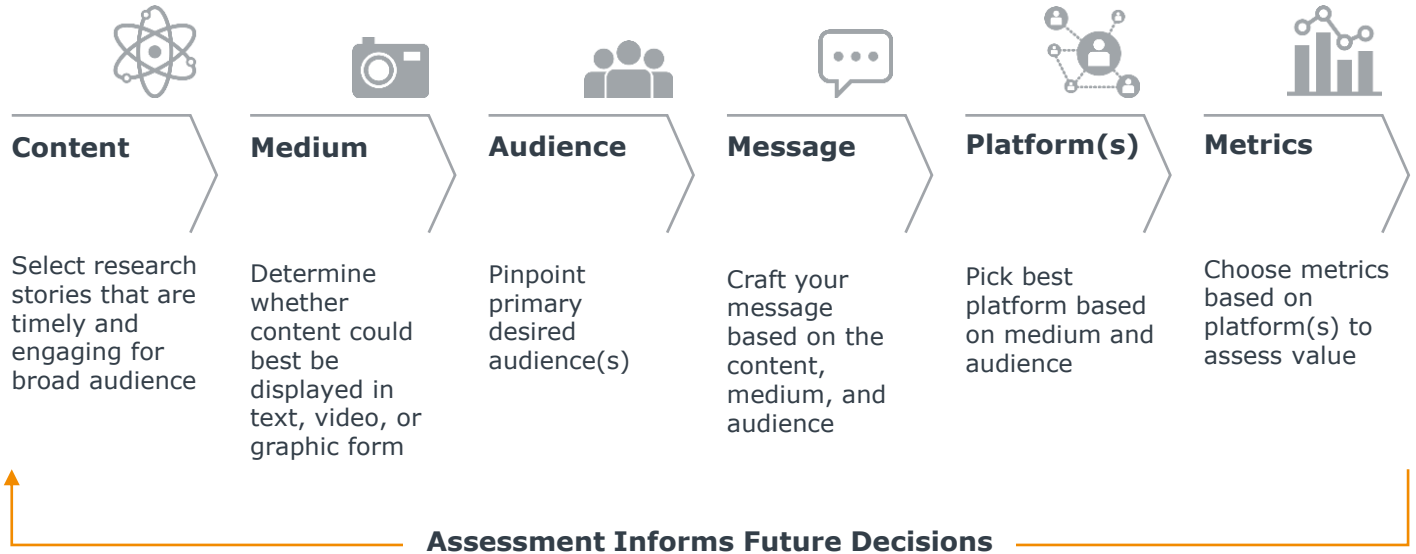 Content
Select research
stories that are
timely and
engaging for
broad audience
Medium
Determine
whether
content could
best be
displayed in
text, video, or
graphic form
Audience
Pinpoint
primary
desired
audience(s)
Message
Craft your
message
based on the
content,
medium, and
audience
Platform(s)
Pick best
platform based
on medium and
audience
Metrics
Choose metrics
based on
platform(s) to
assess value
Assessment Informs Future Decisions